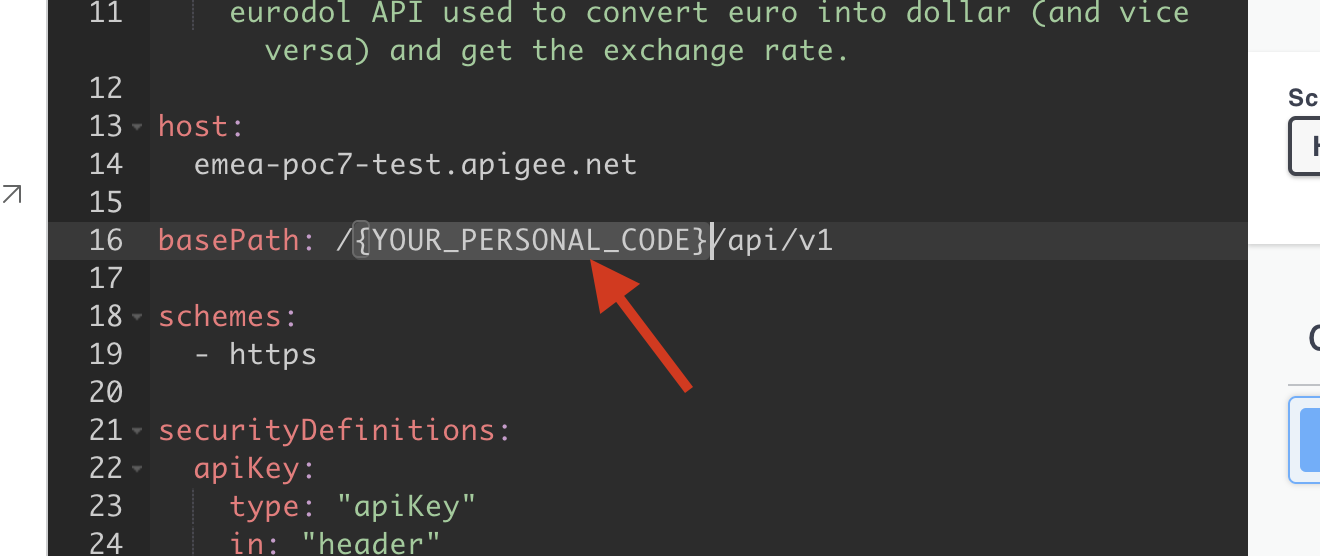 11 eurodol API used to convert euro into dollar (and vice
versa) and get the exchange rate.
12
13 host:
14 emea-poc7-test.apigee.net
15
16 basePath: /{YOUR_PERSONAL_CODE}/api/v1
17
18 schemes:
19 - https
20
21 securityDefinitions:
22 apiKey:
23 type: "apiKey"
24 in: "header"
Sc